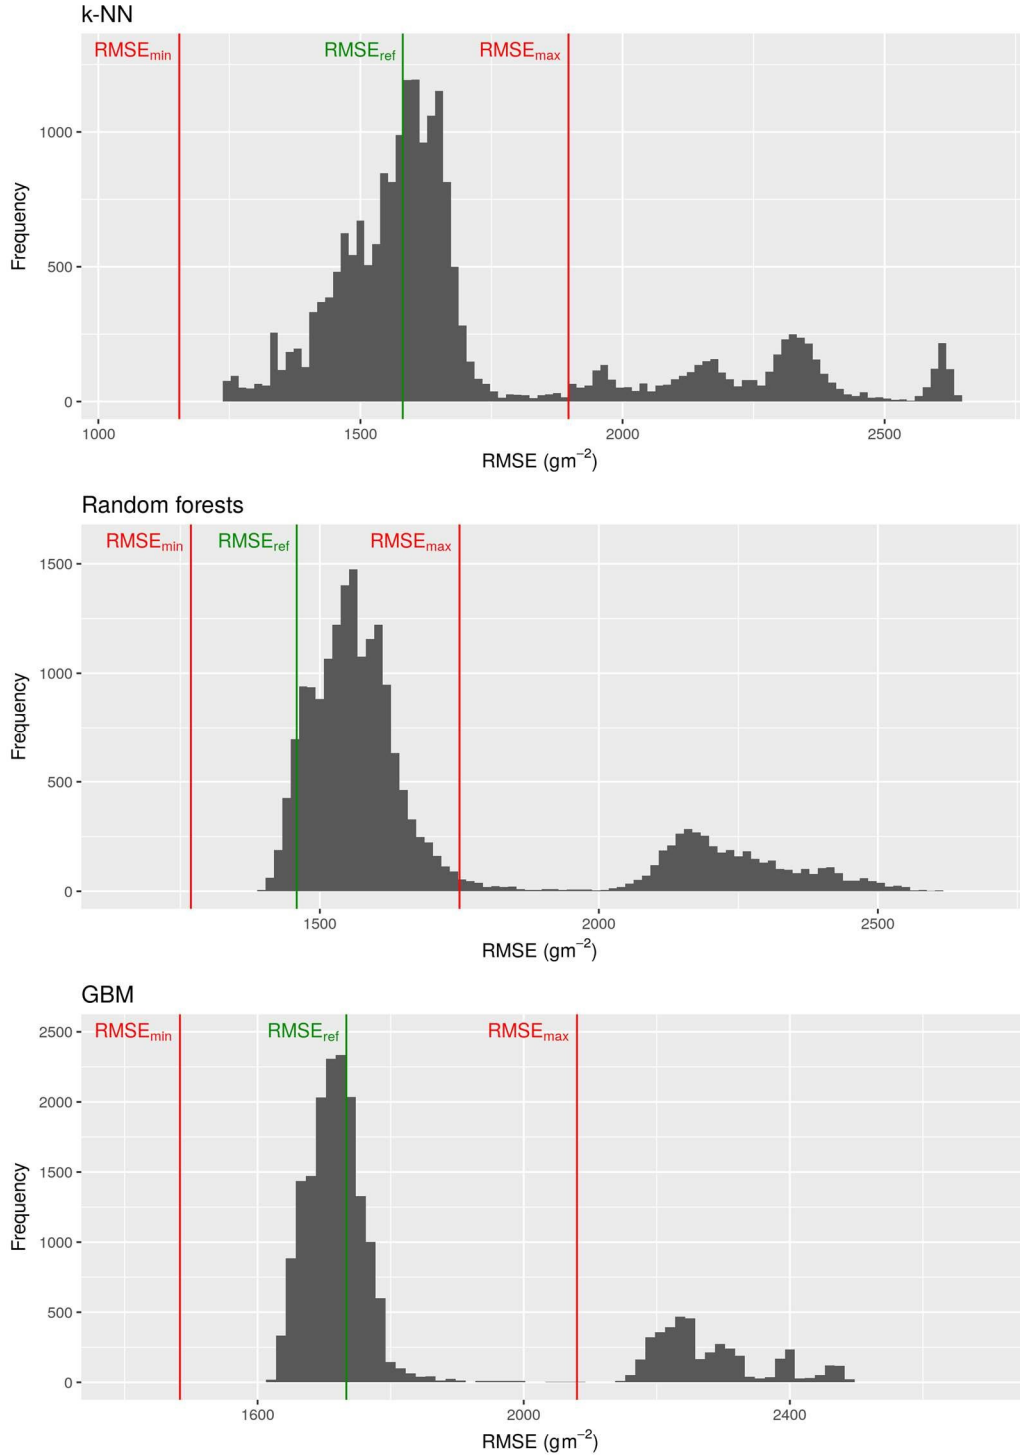 k-NN
RMSEmin RMSEref RMSEmax
1000
500
0
Frequency
1000 1500 2000 2500
RMSE (gm⁻²)
Random forests
RMSEmin RMSEref RMSEmax
1500
1000
500
0
Frequency
1500 2000 2500
RMSE (gm⁻²)
GBM
RMSEmin RMSEref RMSEmax
2500
2000
1500
1000
500
0
Frequency
1600 2000 2400
RMSE (gm⁻²)